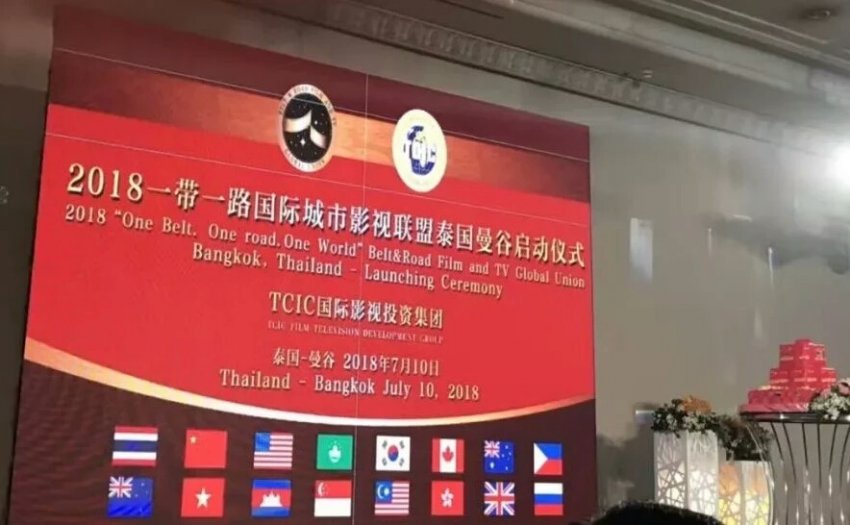 TCIC
2018一带一路国际城市影视联盟泰国曼谷启动仪式
2018 "One Belt. One road.One World" Belt&Road Film and TV Global Union
Bangkok, Thailand - Launching Ceremony
TCIC国际影视投资集团
TCIC FILM TELEVISION DEVELOPMENT GROUP
泰国-曼谷 2018年7月10日
Thailand - Bangkok July 10, 2018